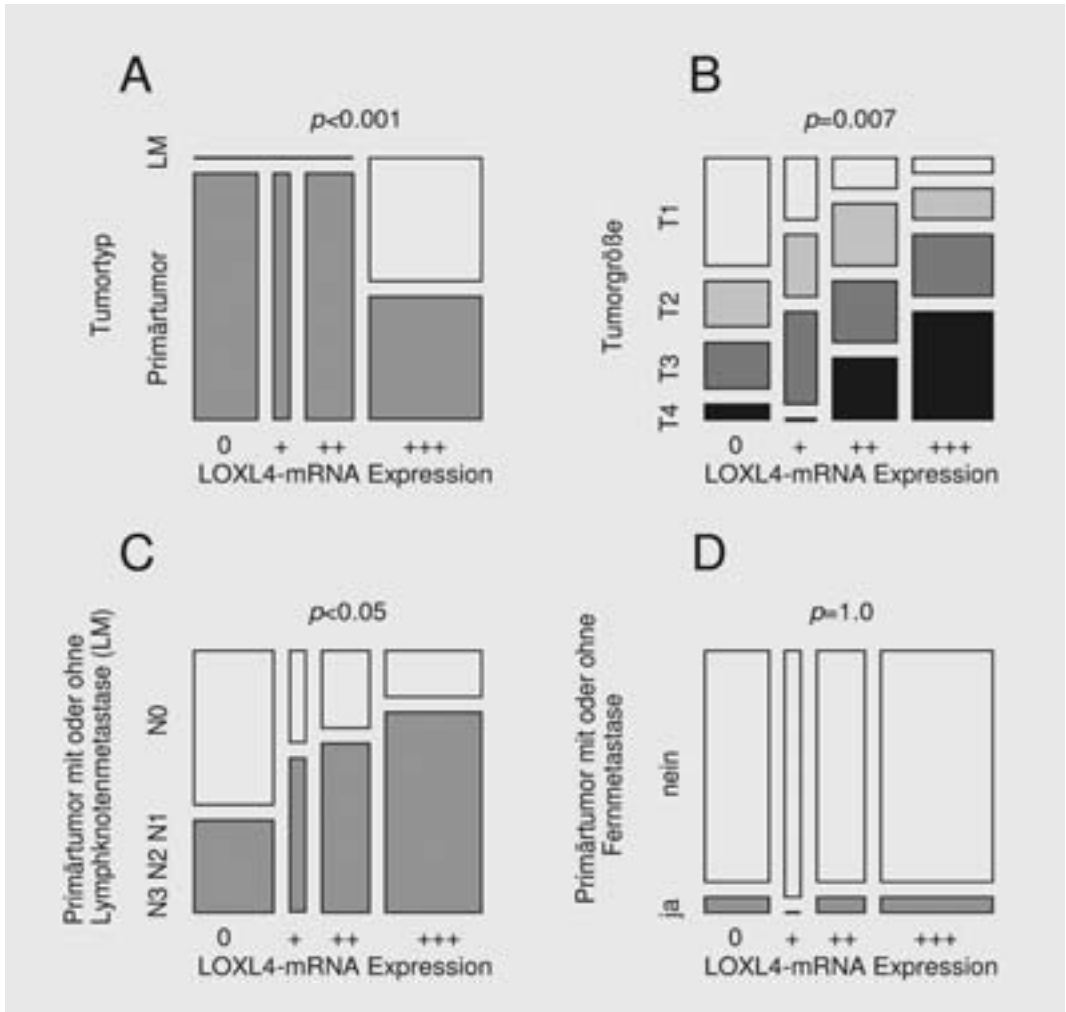 A
p<0.001
Tumortyp
LM
Primärtumor
0 + ++ +++
LOXL4-mRNA Expression
B
p=0.007
Tumorgröße
T1
T2
T3
T4
0 + ++ +++
LOXL4-mRNA Expression
C
p<0.05
Primärtumor mit oder ohne
Lymphknotenmetastase (LM)
N0
N3 N2 N1
0 + ++ +++
LOXL4-mRNA Expression
D
p=1.0
Primärtumor mit oder ohne
Fernmetastase
nein
ja
0 + ++ +++
LOXL4-mRNA Expression